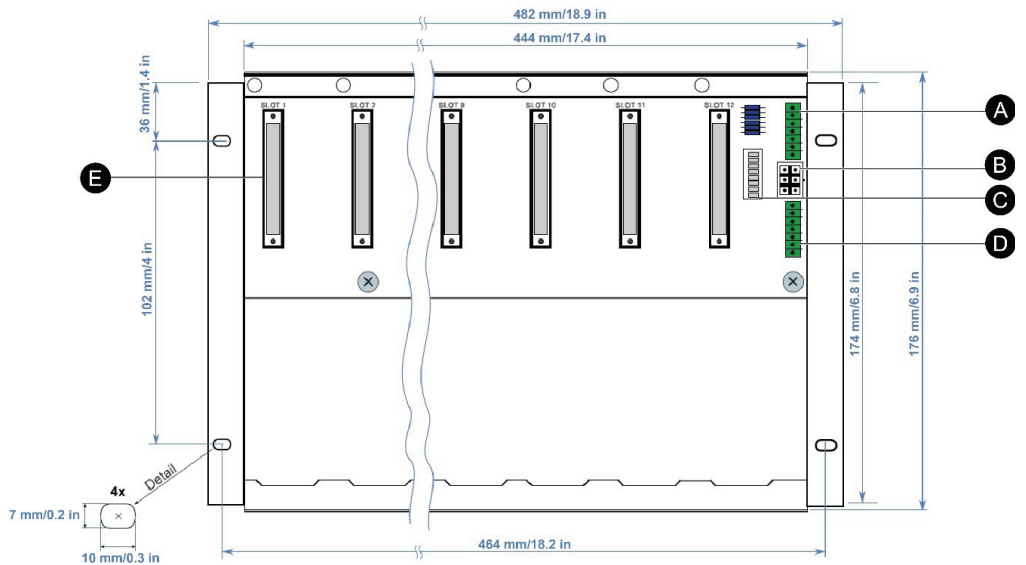 482 mm/18.9 in
444 mm/17.4 in
36 mm/1.4 in
SLOT 1
SLOT 2
SLOT 9
SLOT 10
SLOT 11
SLOT 12
A
B
C
D
E
102 mm/4 in
174 mm/6.8 in
176 mm/6.9 in
Detail
4x
7 mm/0.2 in
10 mm/0.3 in
464 mm/18.2 in